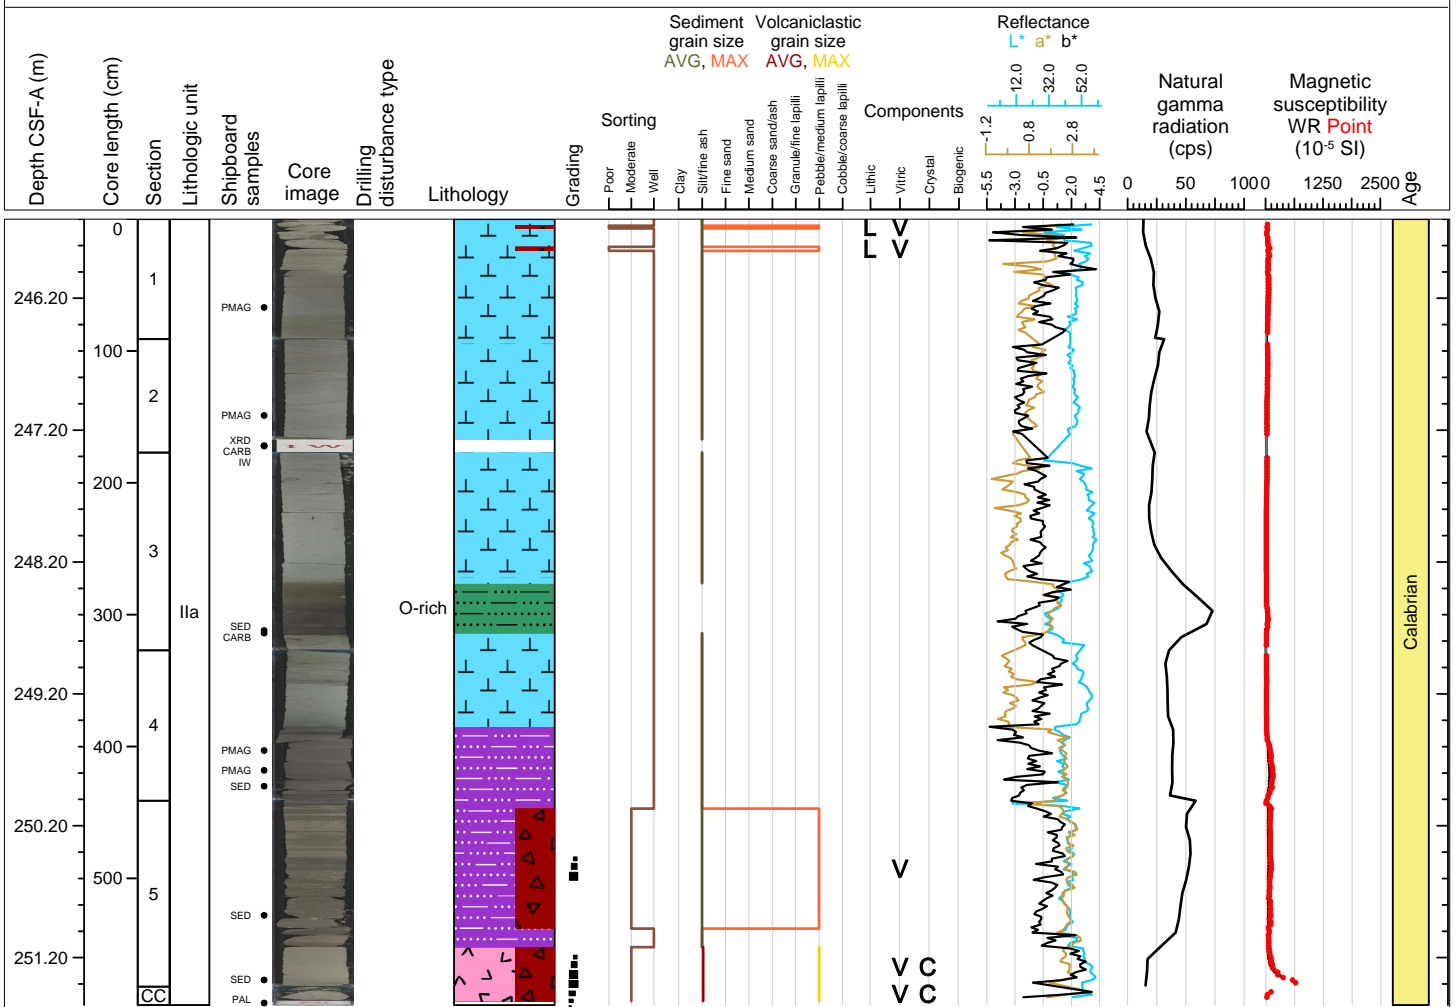 Depth CSF-A (m)
Core length (cm)
Section
Lithologic unit
Shipboard samples
Core image
Drilling disturbance type
Lithology
Grading
Sorting
Poor
Moderate
Well
Sediment grain size
AVG, MAX
Volcaniclastic grain size
AVG, MAX
Clay
Silt/fine ash
Fine sand
Medium sand
Coarse sand/ash
Granule/fine lapilli
Pebble/medium lapilli
Cobble/coarse lapilli
Components
Lithic
Vitric
Crystal
Biogenic
Reflectance
L* a* b*
12.0 32.0 52.0
-1.2 0.8 2.8
-5.5 -3.0 -0.5 2.0 4.5
Natural gamma radiation (cps)
0 50 100
Magnetic susceptibility
WR Point
(10-5 SI)
0 1250 2500
Age
0
L V
L V
1
246.20
PMAG
100
2
PMAG
247.20
XRD
CARB
IW
I W
200
3
248.20
IIa
O-rich
Calabrian
300
SED
CARB
249.20
4
400
PMAG
PMAG
SED
250.20
V
500
5
SED
251.20
V C
SED
CC
PAL
V C